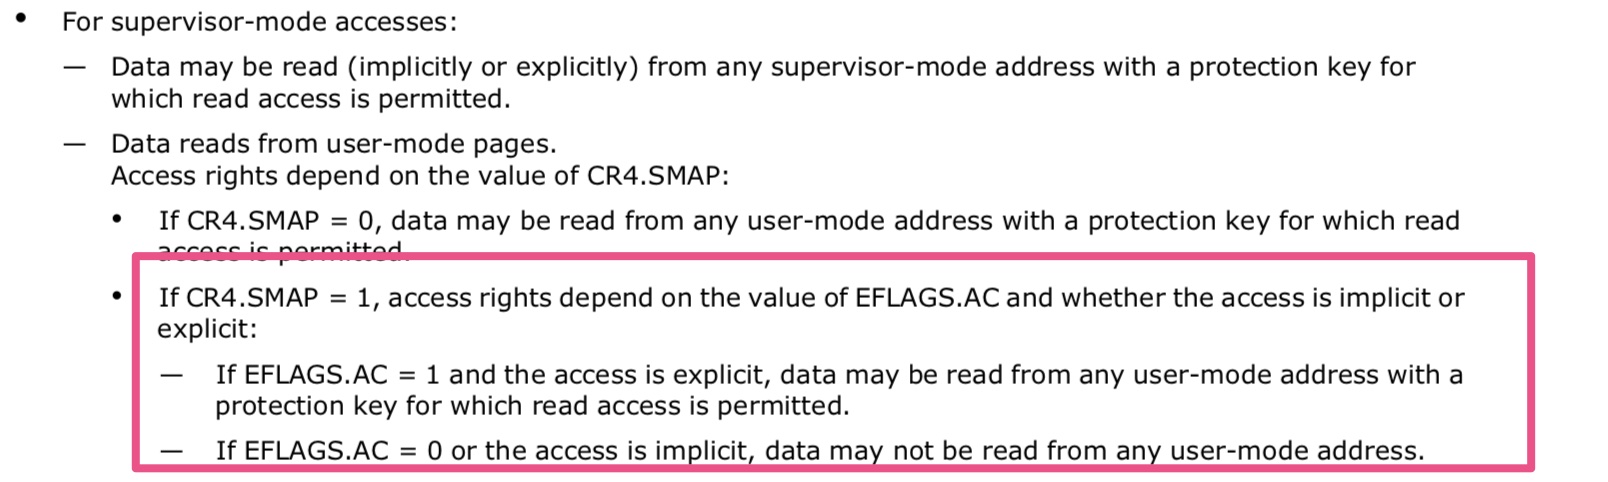 • For supervisor-mode accesses:
— Data may be read (implicitly or explicitly) from any supervisor-mode address with a protection key for
which read access is permitted.
— Data reads from user-mode pages.
Access rights depend on the value of CR4.SMAP:
• If CR4.SMAP = 0, data may be read from any user-mode address with a protection key for which read
access is permitted.
• If CR4.SMAP = 1, access rights depend on the value of EFLAGS.AC and whether the access is implicit or
explicit:
— If EFLAGS.AC = 1 and the access is explicit, data may be read from any user-mode address with a
protection key for which read access is permitted.
— If EFLAGS.AC = 0 or the access is implicit, data may not be read from any user-mode address.